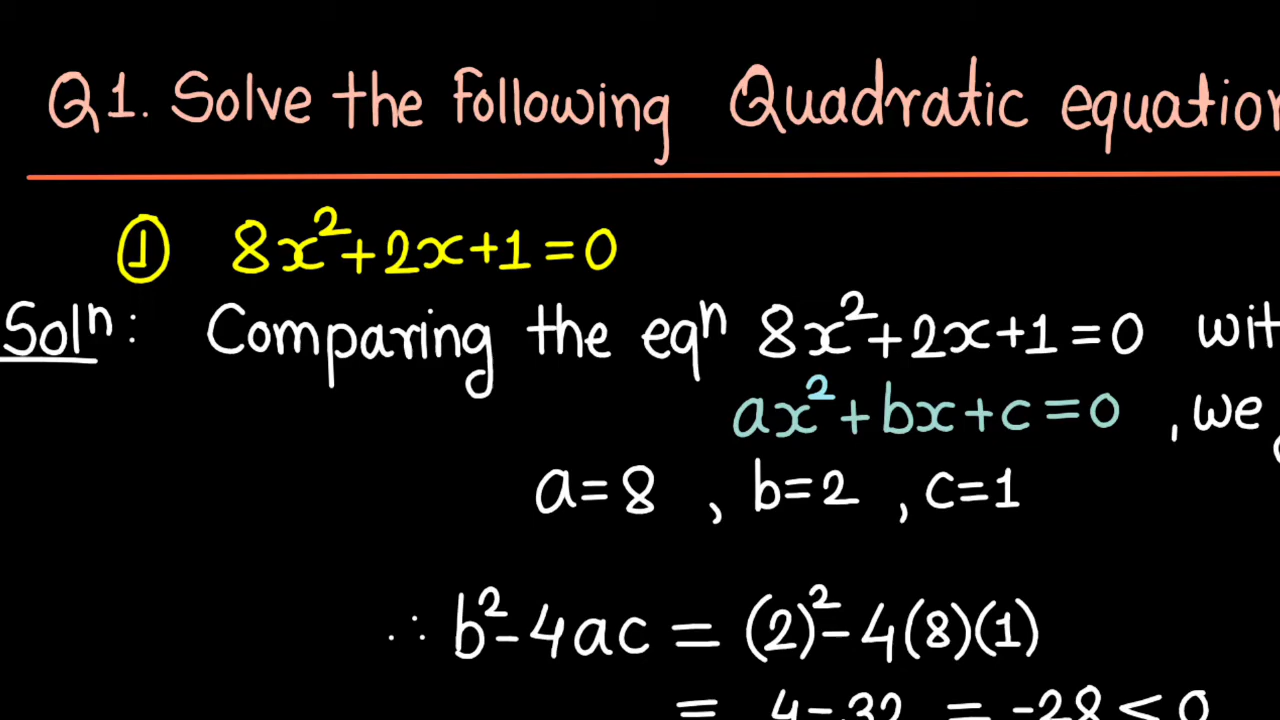 Q1. Solve the following Quadratic equation
① 8x²+2x+1=0
Solⁿ: Comparing the eqⁿ 8x²+2x+1=0 wit
ax²+bx+c=0 , we
a=8 , b=2 , c=1
∴ b²-4ac = (2)²-4(8)(1)
= 4-32 = -28 < 0